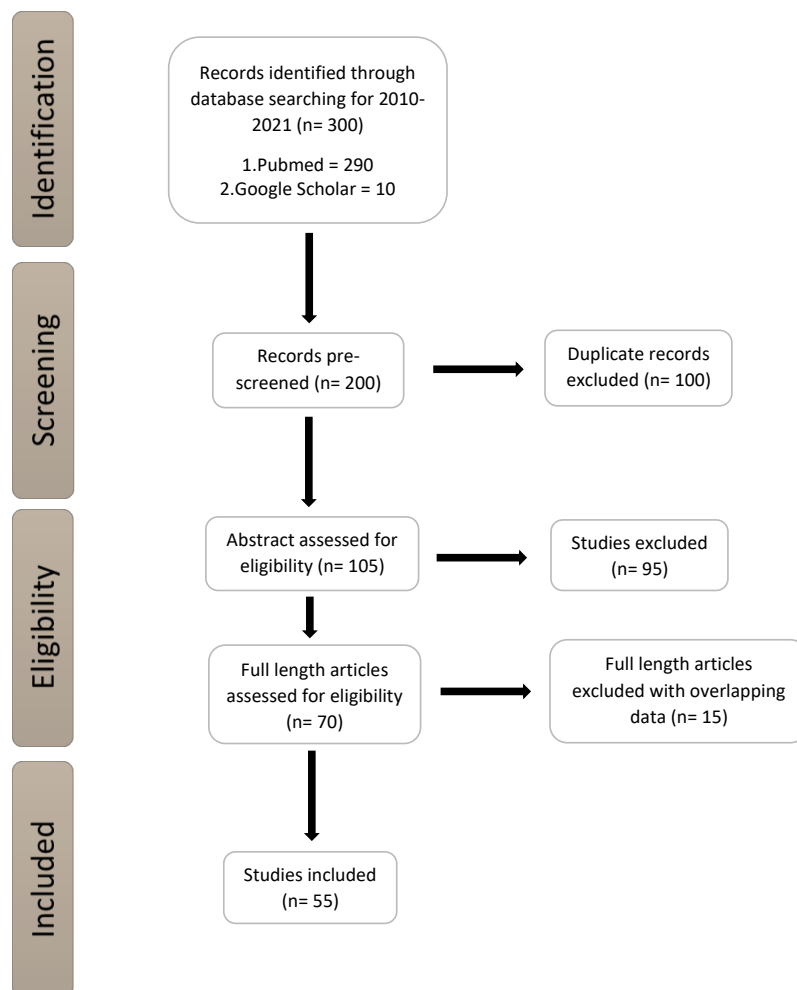 Identification
Records identified through
database searching for 2010-
2021 (n= 300)
1.Pubmed = 290
2.Google Scholar = 10
Screening
Records pre-
screened (n= 200)
Duplicate records
excluded (n= 100)
Eligibility
Abstract assessed for
eligibility (n= 105)
Studies excluded
(n= 95)
Full length articles
assessed for eligibility
(n= 70)
Full length articles
excluded with overlapping
data (n= 15)
Included
Studies included
(n= 55)